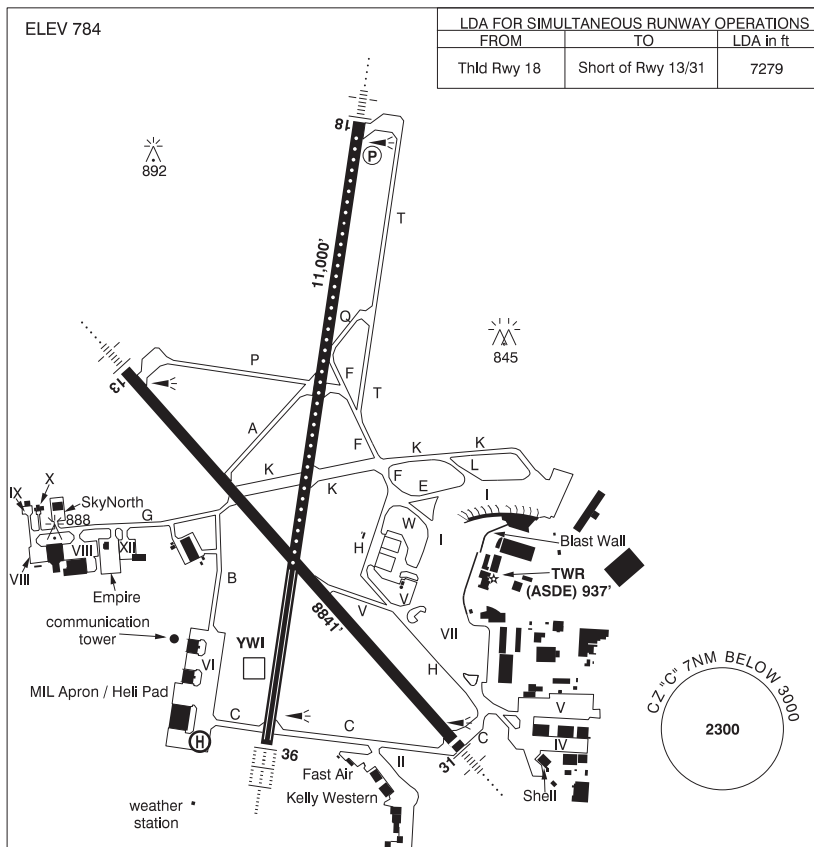 ELEV 784
LDA FOR SIMULTANEOUS RUNWAY OPERATIONS
FROM TO LDA in ft
Thld Rwy 18 Short of Rwy 13/31 7279
18
P
892
T
11,000'
Q
845
P
F
T
13
A
F
K
K
K
L
K
F
E
I
IX
X
SkyNorth
888
G
W
I
Blast Wall
H
VIII
XII
VIII
Empire
TWR
(ASDE) 937'
B
V
V
communication
tower
8841'
YWI
VII
VI
H
MIL Apron / Heli Pad
CZ "C" 7NM BELOW 3000
2300
V
C
C
C
IV
H
36
II
31
Fast Air
Kelly Western
Shell
weather
station